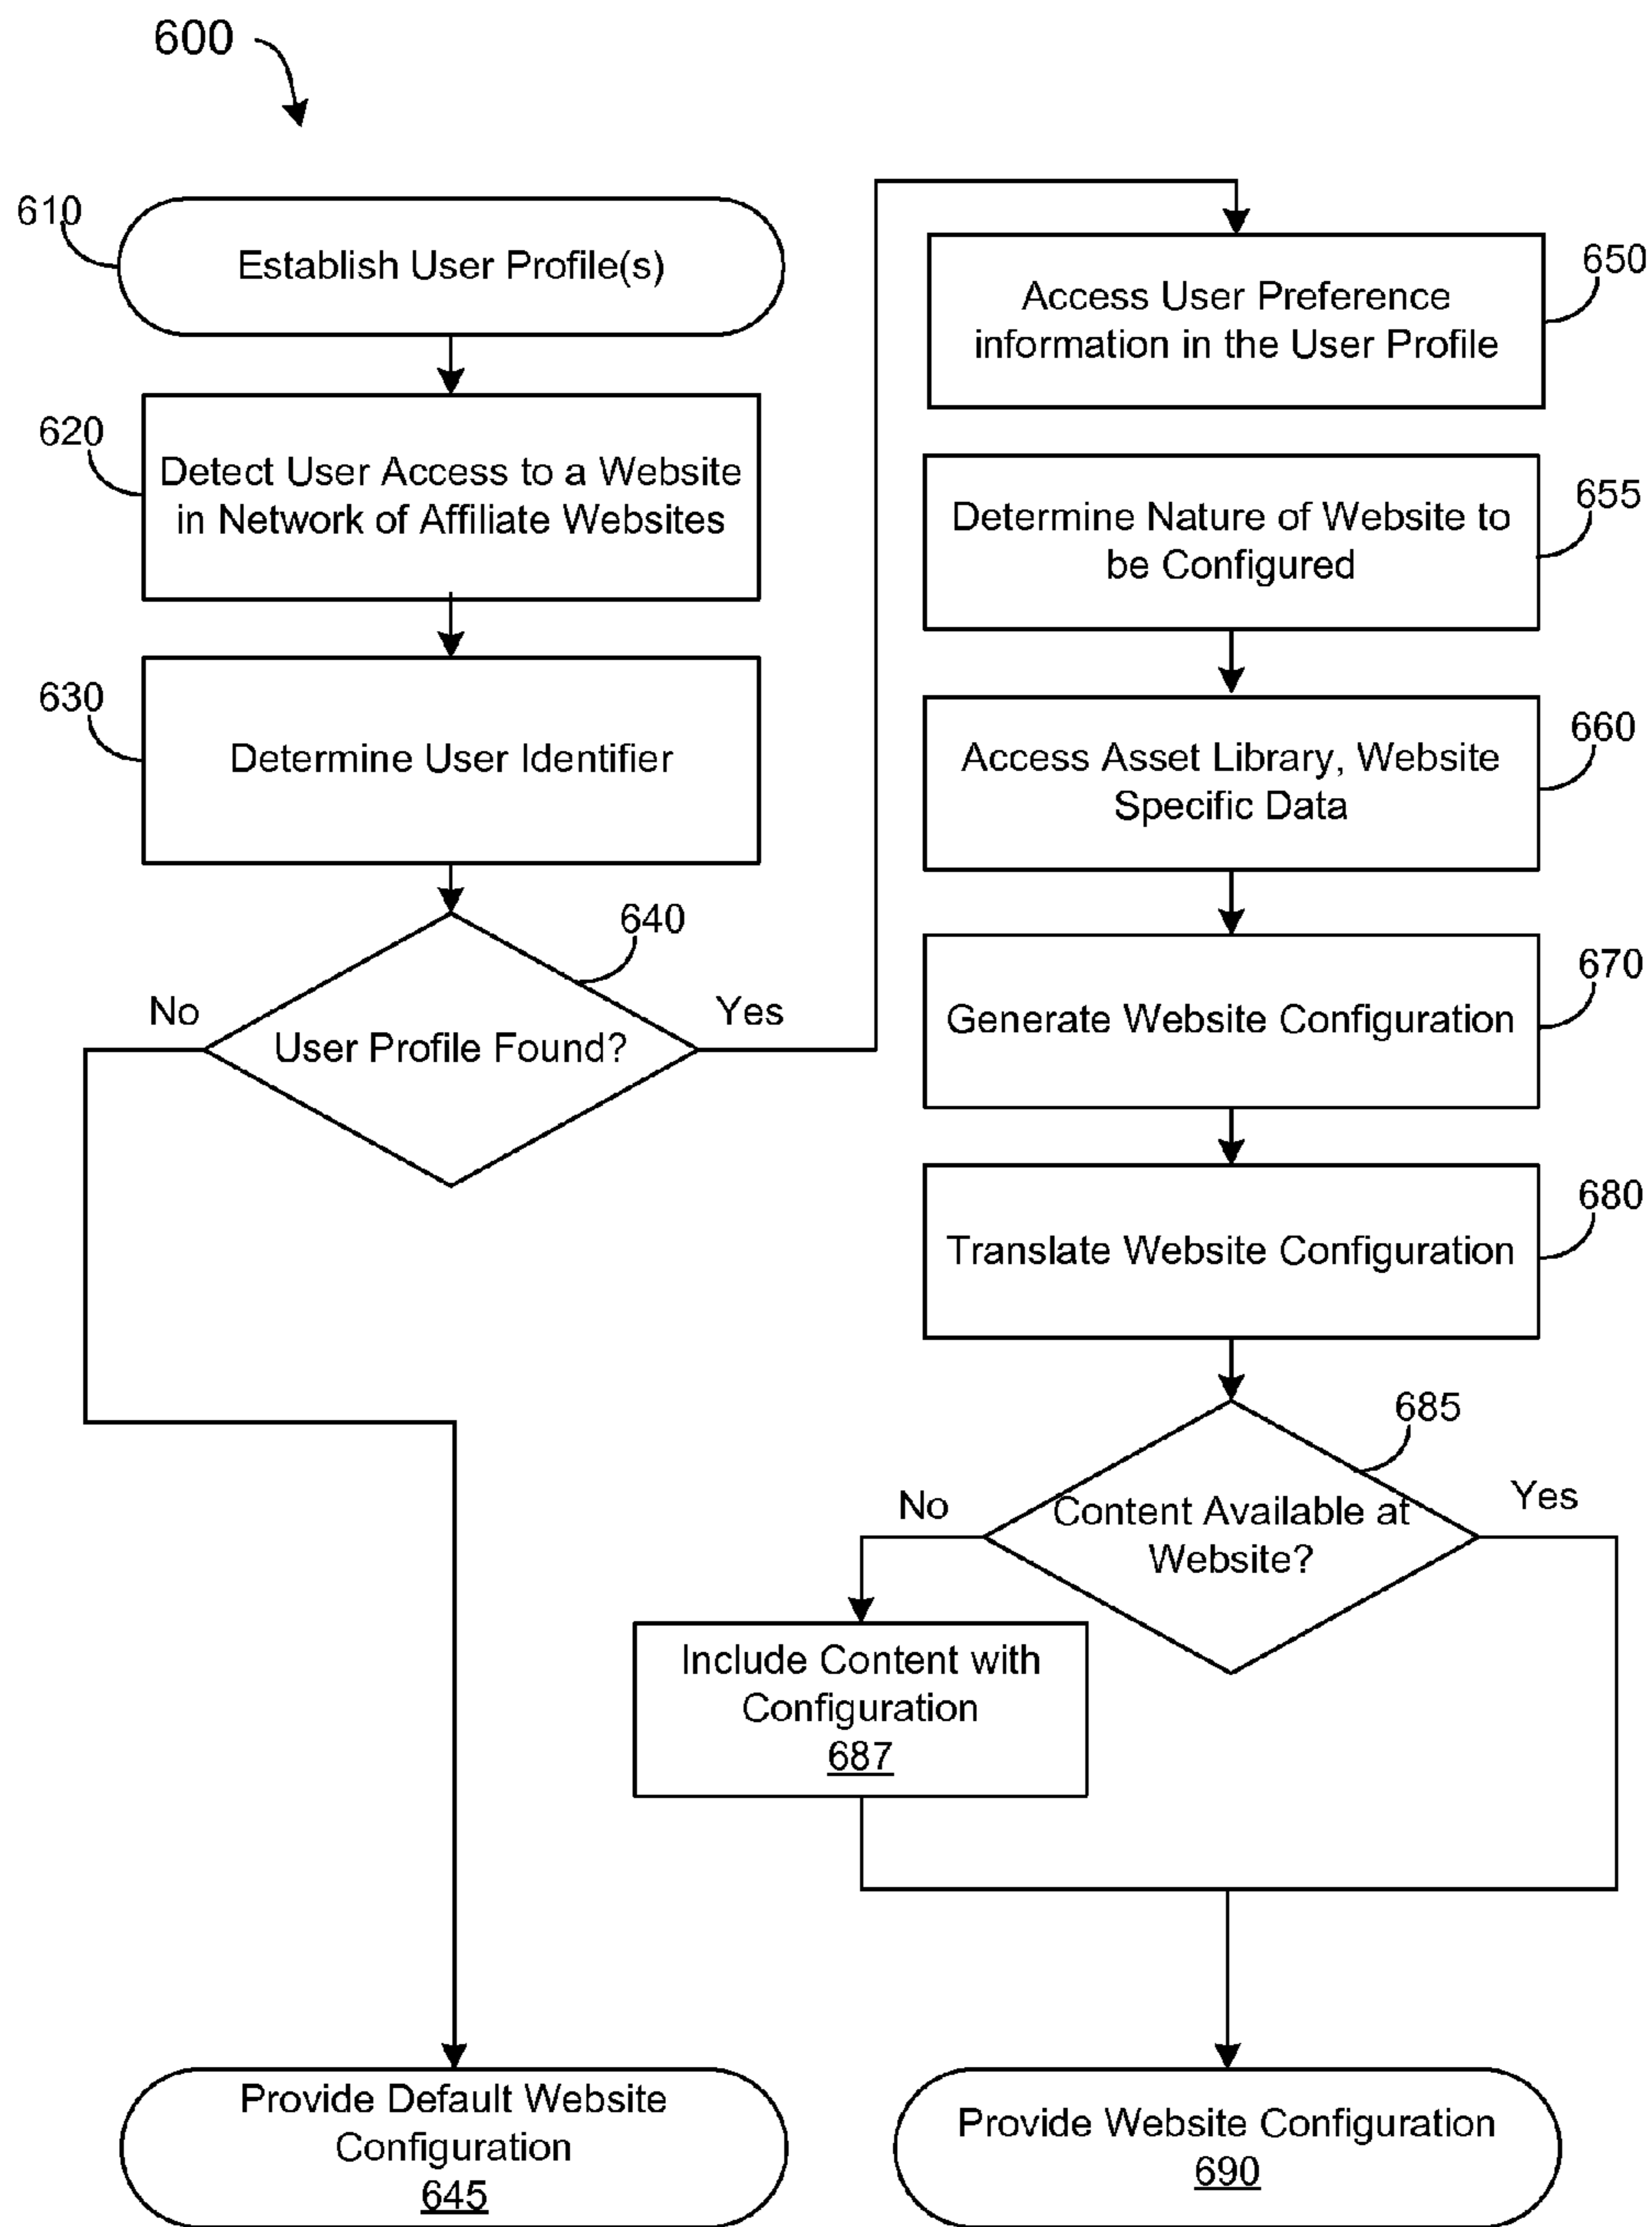 600
610
Establish User Profile(s)
620
Detect User Access to a Website
in Network of Affiliate Websites
630
Determine User Identifier
640
No
Yes
User Profile Found?
650
Access User Preference
information in the User Profile
655
Determine Nature of Website to
be Configured
660
Access Asset Library, Website
Specific Data
670
Generate Website Configuration
680
Translate Website Configuration
685
No
Yes
Content Available at
Website?
Include Content with
Configuration
687
Provide Default Website
Configuration
645
Provide Website Configuration
690